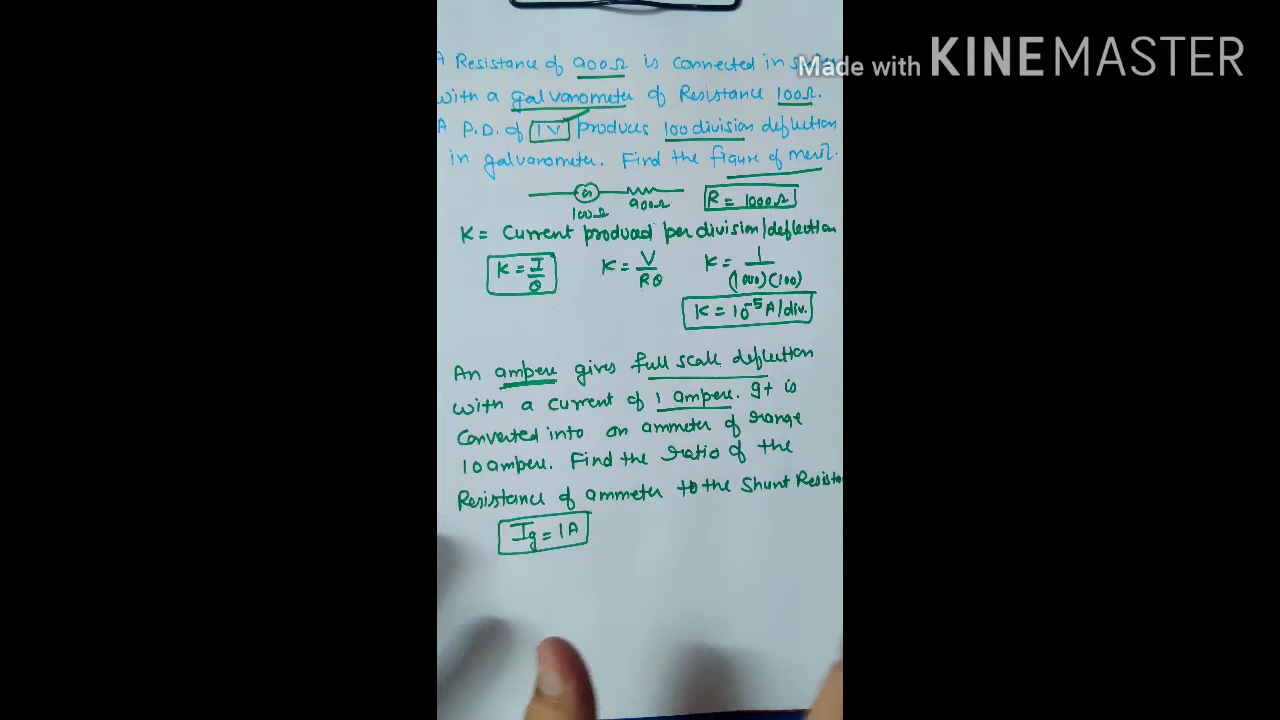 Made with KINEMASTER
A Resistance of 900Ω is connected in
with a galvanometer of Resistance 100Ω.
A P.D. of 1V produces 100 division deflection
in galvanometer. Find the figure of merit.
G
100Ω 900Ω R = 1000Ω
K = Current produced per division/deflection
K = I/θ K = V/Rθ K = 1/(1000)(100)
K = 10⁻⁵ A/div.
An ampere gives full scale deflection
with a current of 1 ampere. It is
Converted into an ammeter of range
10 ampere. Find the ratio of the
Resistance of ammeter to the Shunt
Ig = 1A